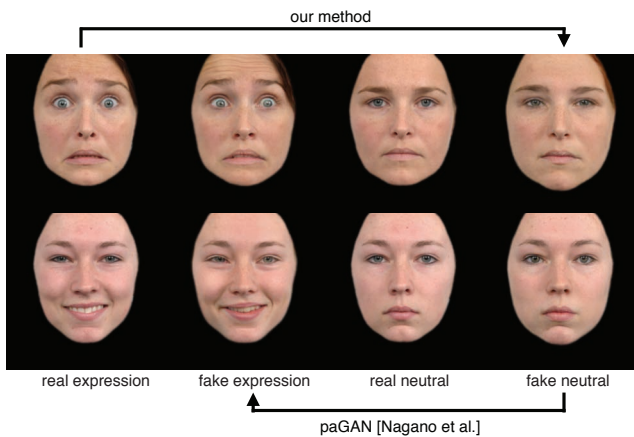 our method
real expression
fake expression
real neutral
fake neutral
paGAN [Nagano et al.]